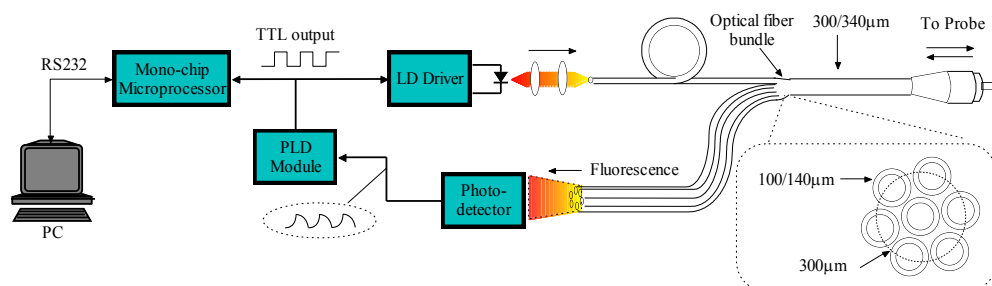 TTL output
RS232
Mono-chip
Microprocessor
LD Driver
Optical fiber
bundle
300/340μm
To Probe
PLD
Module
Photo-
detector
Fluorescence
PC
100/140μm
300μm